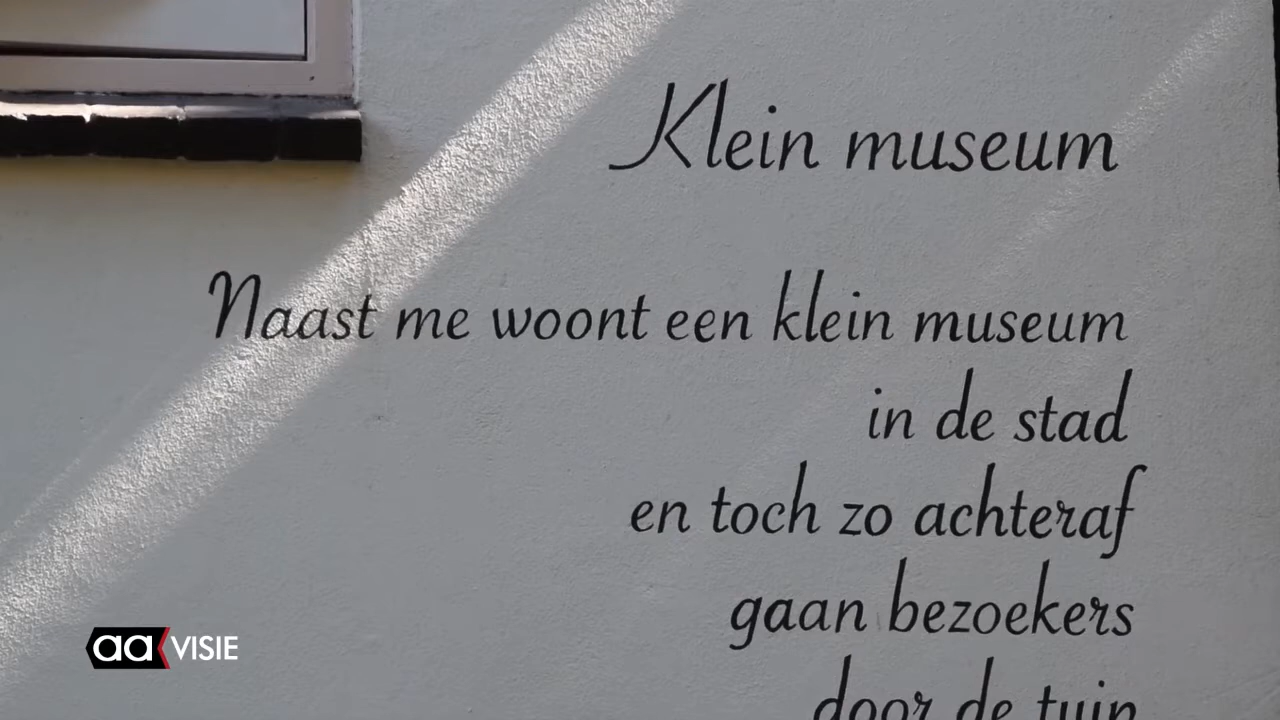 Klein museum
Naast me woont een klein museum
in de stad
en toch zo achteraf
gaan bezoekers
door de tuin
aa VISIE